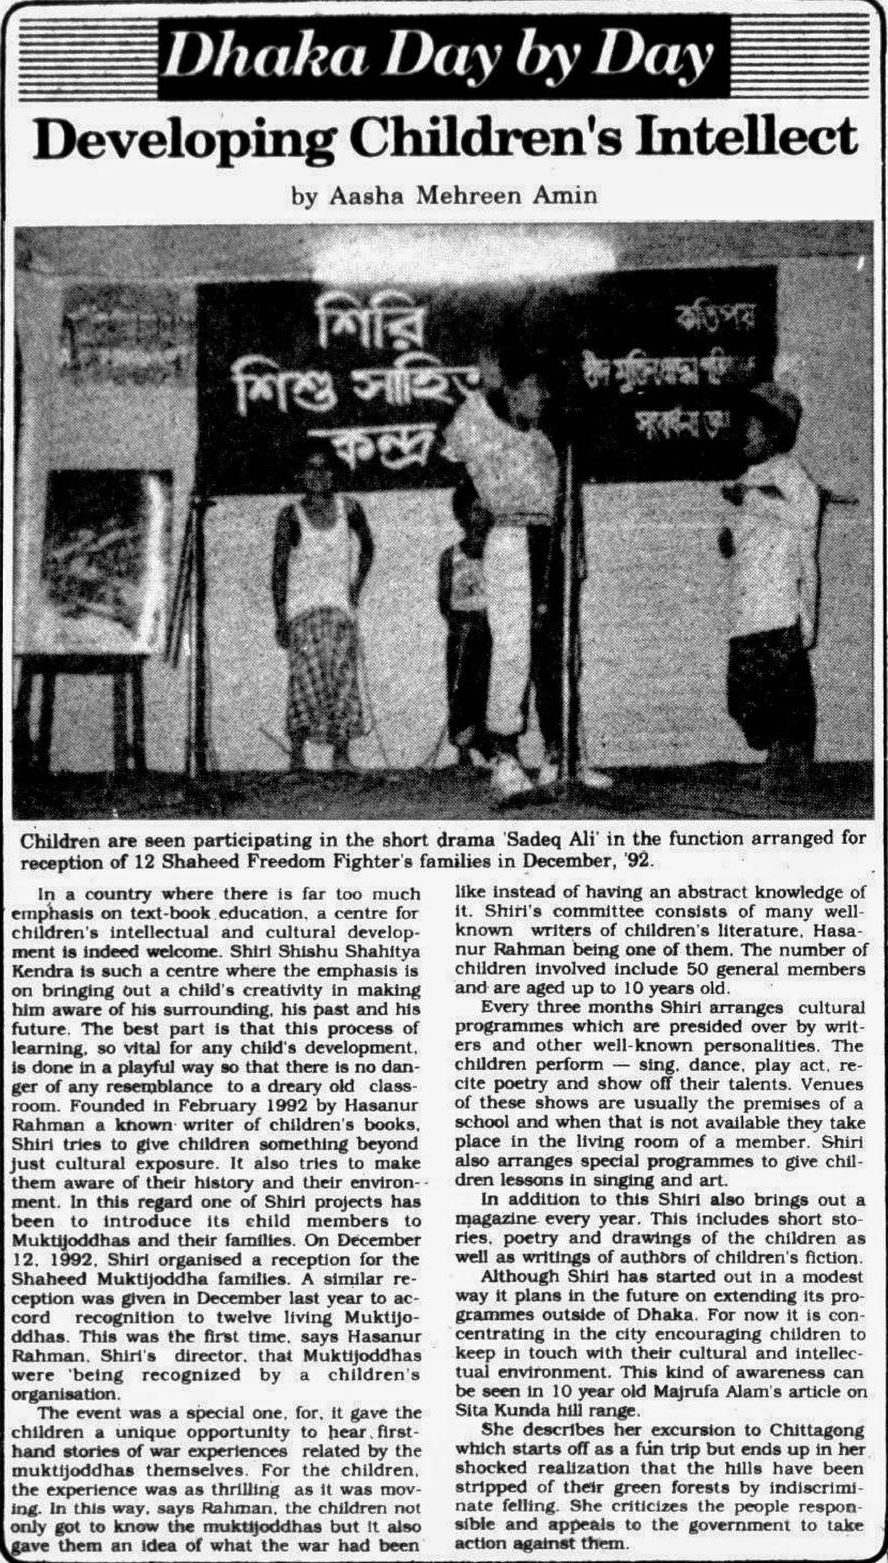 Dhaka Day by Day
Developing Children's Intellect
by Aasha Mehreen Amin
শিরি
শিশু সাহিত
কেন্দ্র
কতিপয়
Children are seen participating in the short drama 'Sadeq Ali' in the function arranged for
reception of 12 Shaheed Freedom Fighter's families in December, '92.
In a country where there is far too much
emphasis on text-book education, a centre for
children's intellectual and cultural develop-
ment is indeed welcome. Shiri Shishu Shahitya
Kendra is such a centre where the emphasis is
on bringing out a child's creativity in making
him aware of his surrounding, his past and his
future. The best part is that this process of
learning, so vital for any child's development,
is done in a playful way so that there is no dan-
ger of any resemblance to a dreary old class-
room. Founded in February 1992 by Hasanur
Rahman a known writer of children's books,
Shiri tries to give children something beyond
just cultural exposure. It also tries to make
them aware of their history and their environ-
ment. In this regard one of Shiri projects has
been to introduce its child members to
Muktijoddhas and their families. On December
12, 1992, Shiri organised a reception for the
Shaheed Muktijoddha families. A similar re-
ception was given in December last year to ac-
cord recognition to twelve living Muktijo-
ddhas. This was the first time, says Hasanur
Rahman, Shiri's director, that Muktijoddhas
were 'being recognized by a children's
organisation.
The event was a special one, for, it gave the
children a unique opportunity to hear first-
hand stories of war experiences related by the
muktijoddhas themselves. For the children,
the experience was as thrilling as it was mov-
ing. In this way, says Rahman, the children not
only got to know the muktijoddhas but it also
gave them an idea of what the war had been
like instead of having an abstract knowledge of
it. Shiri's committee consists of many well-
known writers of children's literature, Hasa-
nur Rahman being one of them. The number of
children involved include 50 general members
and are aged up to 10 years old.
Every three months Shiri arranges cultural
programmes which are presided over by writ-
ers and other well-known personalities. The
children perform — sing, dance, play act, re-
cite poetry and show off their talents. Venues
of these shows are usually the premises of a
school and when that is not available they take
place in the living room of a member. Shiri
also arranges special programmes to give chil-
dren lessons in singing and art.
In addition to this Shiri also brings out a
magazine every year. This includes short sto-
ries, poetry and drawings of the children as
well as writings of authors of children's fiction.
Although Shiri has started out in a modest
way it plans in the future on extending its pro-
grammes outside of Dhaka. For now it is con-
centrating in the city encouraging children to
keep in touch with their cultural and intellec-
tual environment. This kind of awareness can
be seen in 10 year old Majrufa Alam's article on
Sita Kunda hill range.
She describes her excursion to Chittagong
which starts off as a fun trip but ends up in her
shocked realization that the hills have been
stripped of their green forests by indiscrimi-
nate felling. She criticizes the people respon-
sible and appeals to the government to take
action against them.